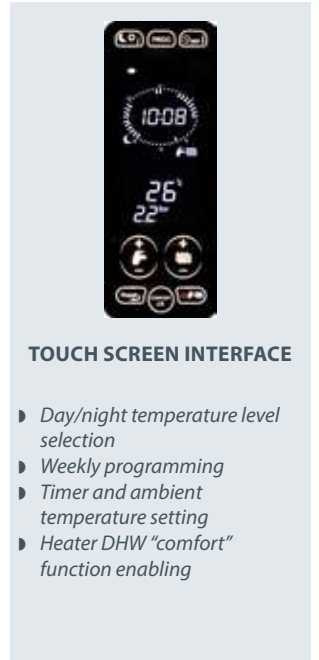 PROG
10:08
26°
22
TOUCH SCREEN INTERFACE
◗ Day/night temperature level
selection
◗ Weekly programming
◗ Timer and ambient
temperature setting
◗ Heater DHW “comfort”
function enabling